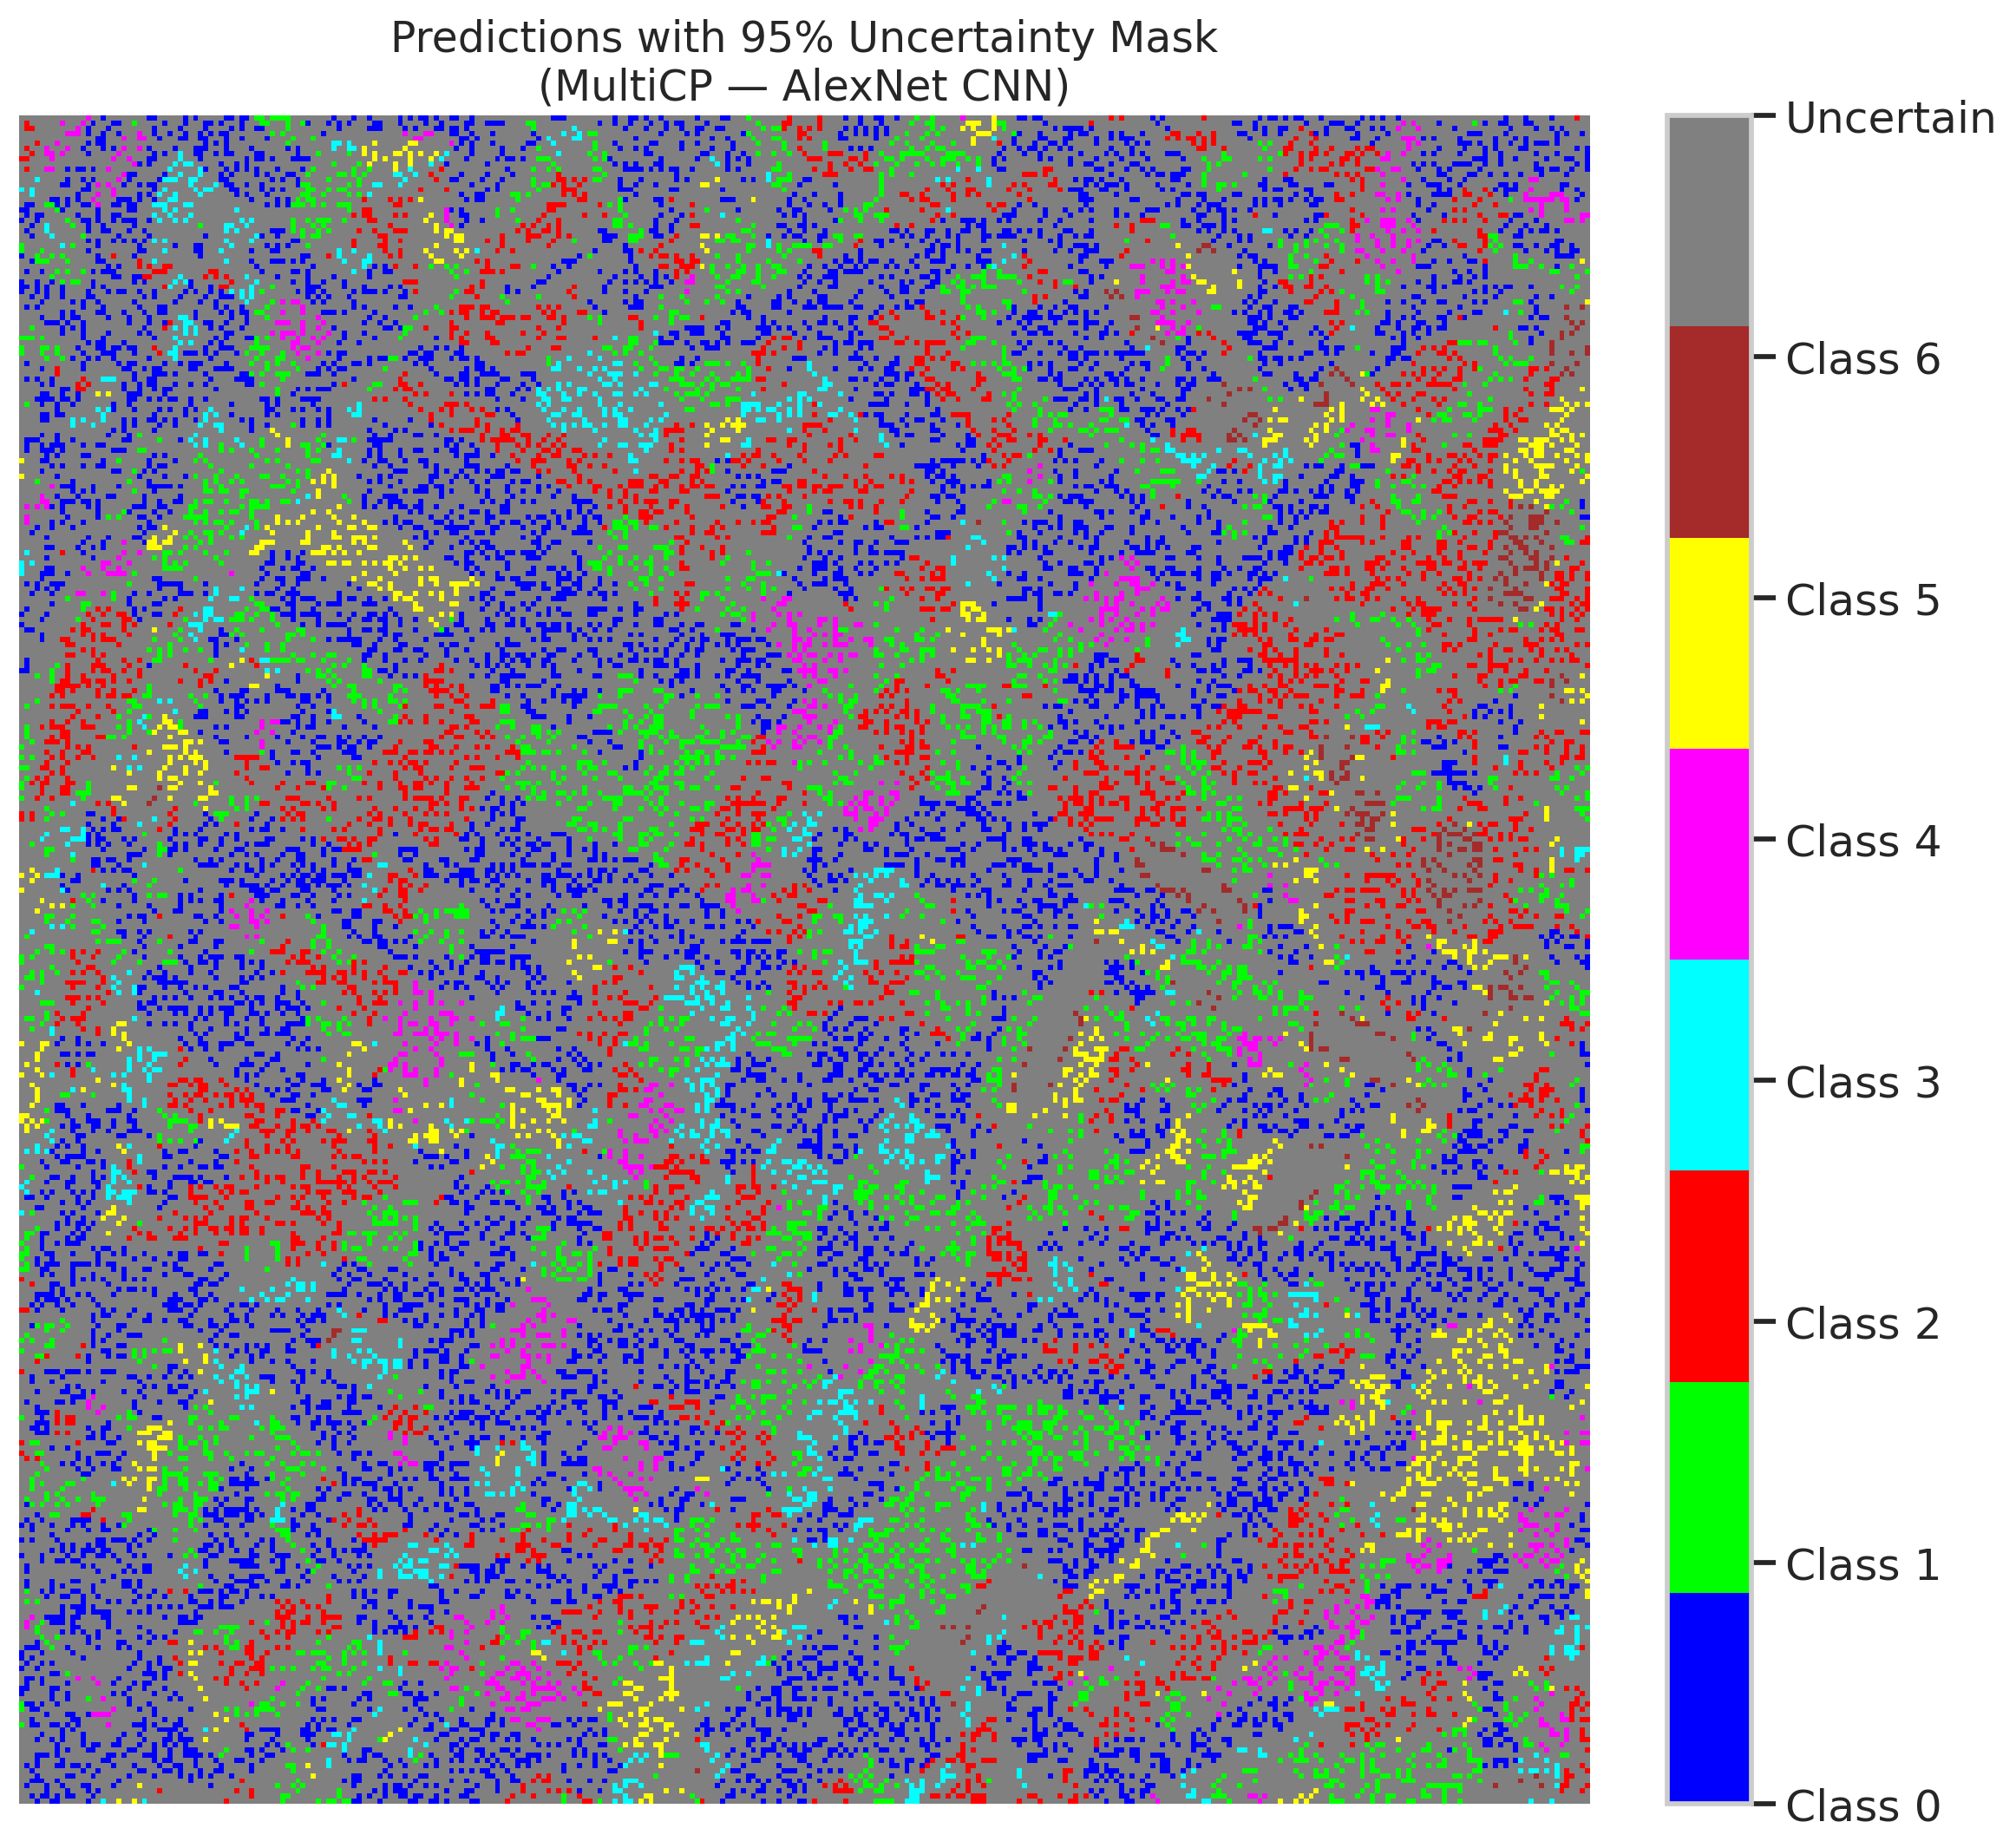 Predictions with 95% Uncertainty Mask
(MultiCP — AlexNet CNN)
Uncertain
Class 6
Class 5
Class 4
Class 3
Class 2
Class 1
Class 0